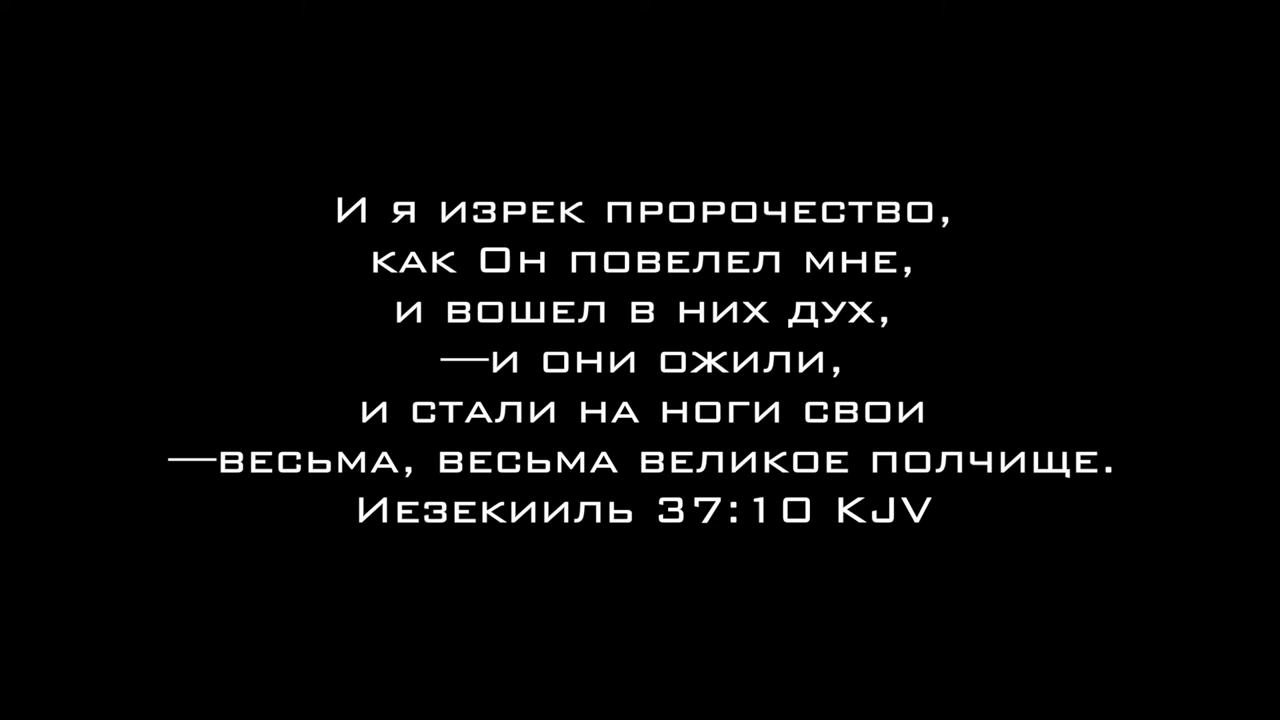 И я изрек пророчество,
как Он повелел мне,
и вошел в них дух,
—и они ожили,
и стали на ноги свои
—весьма, весьма великое полчище.
Иезекииль 37:10 KJV